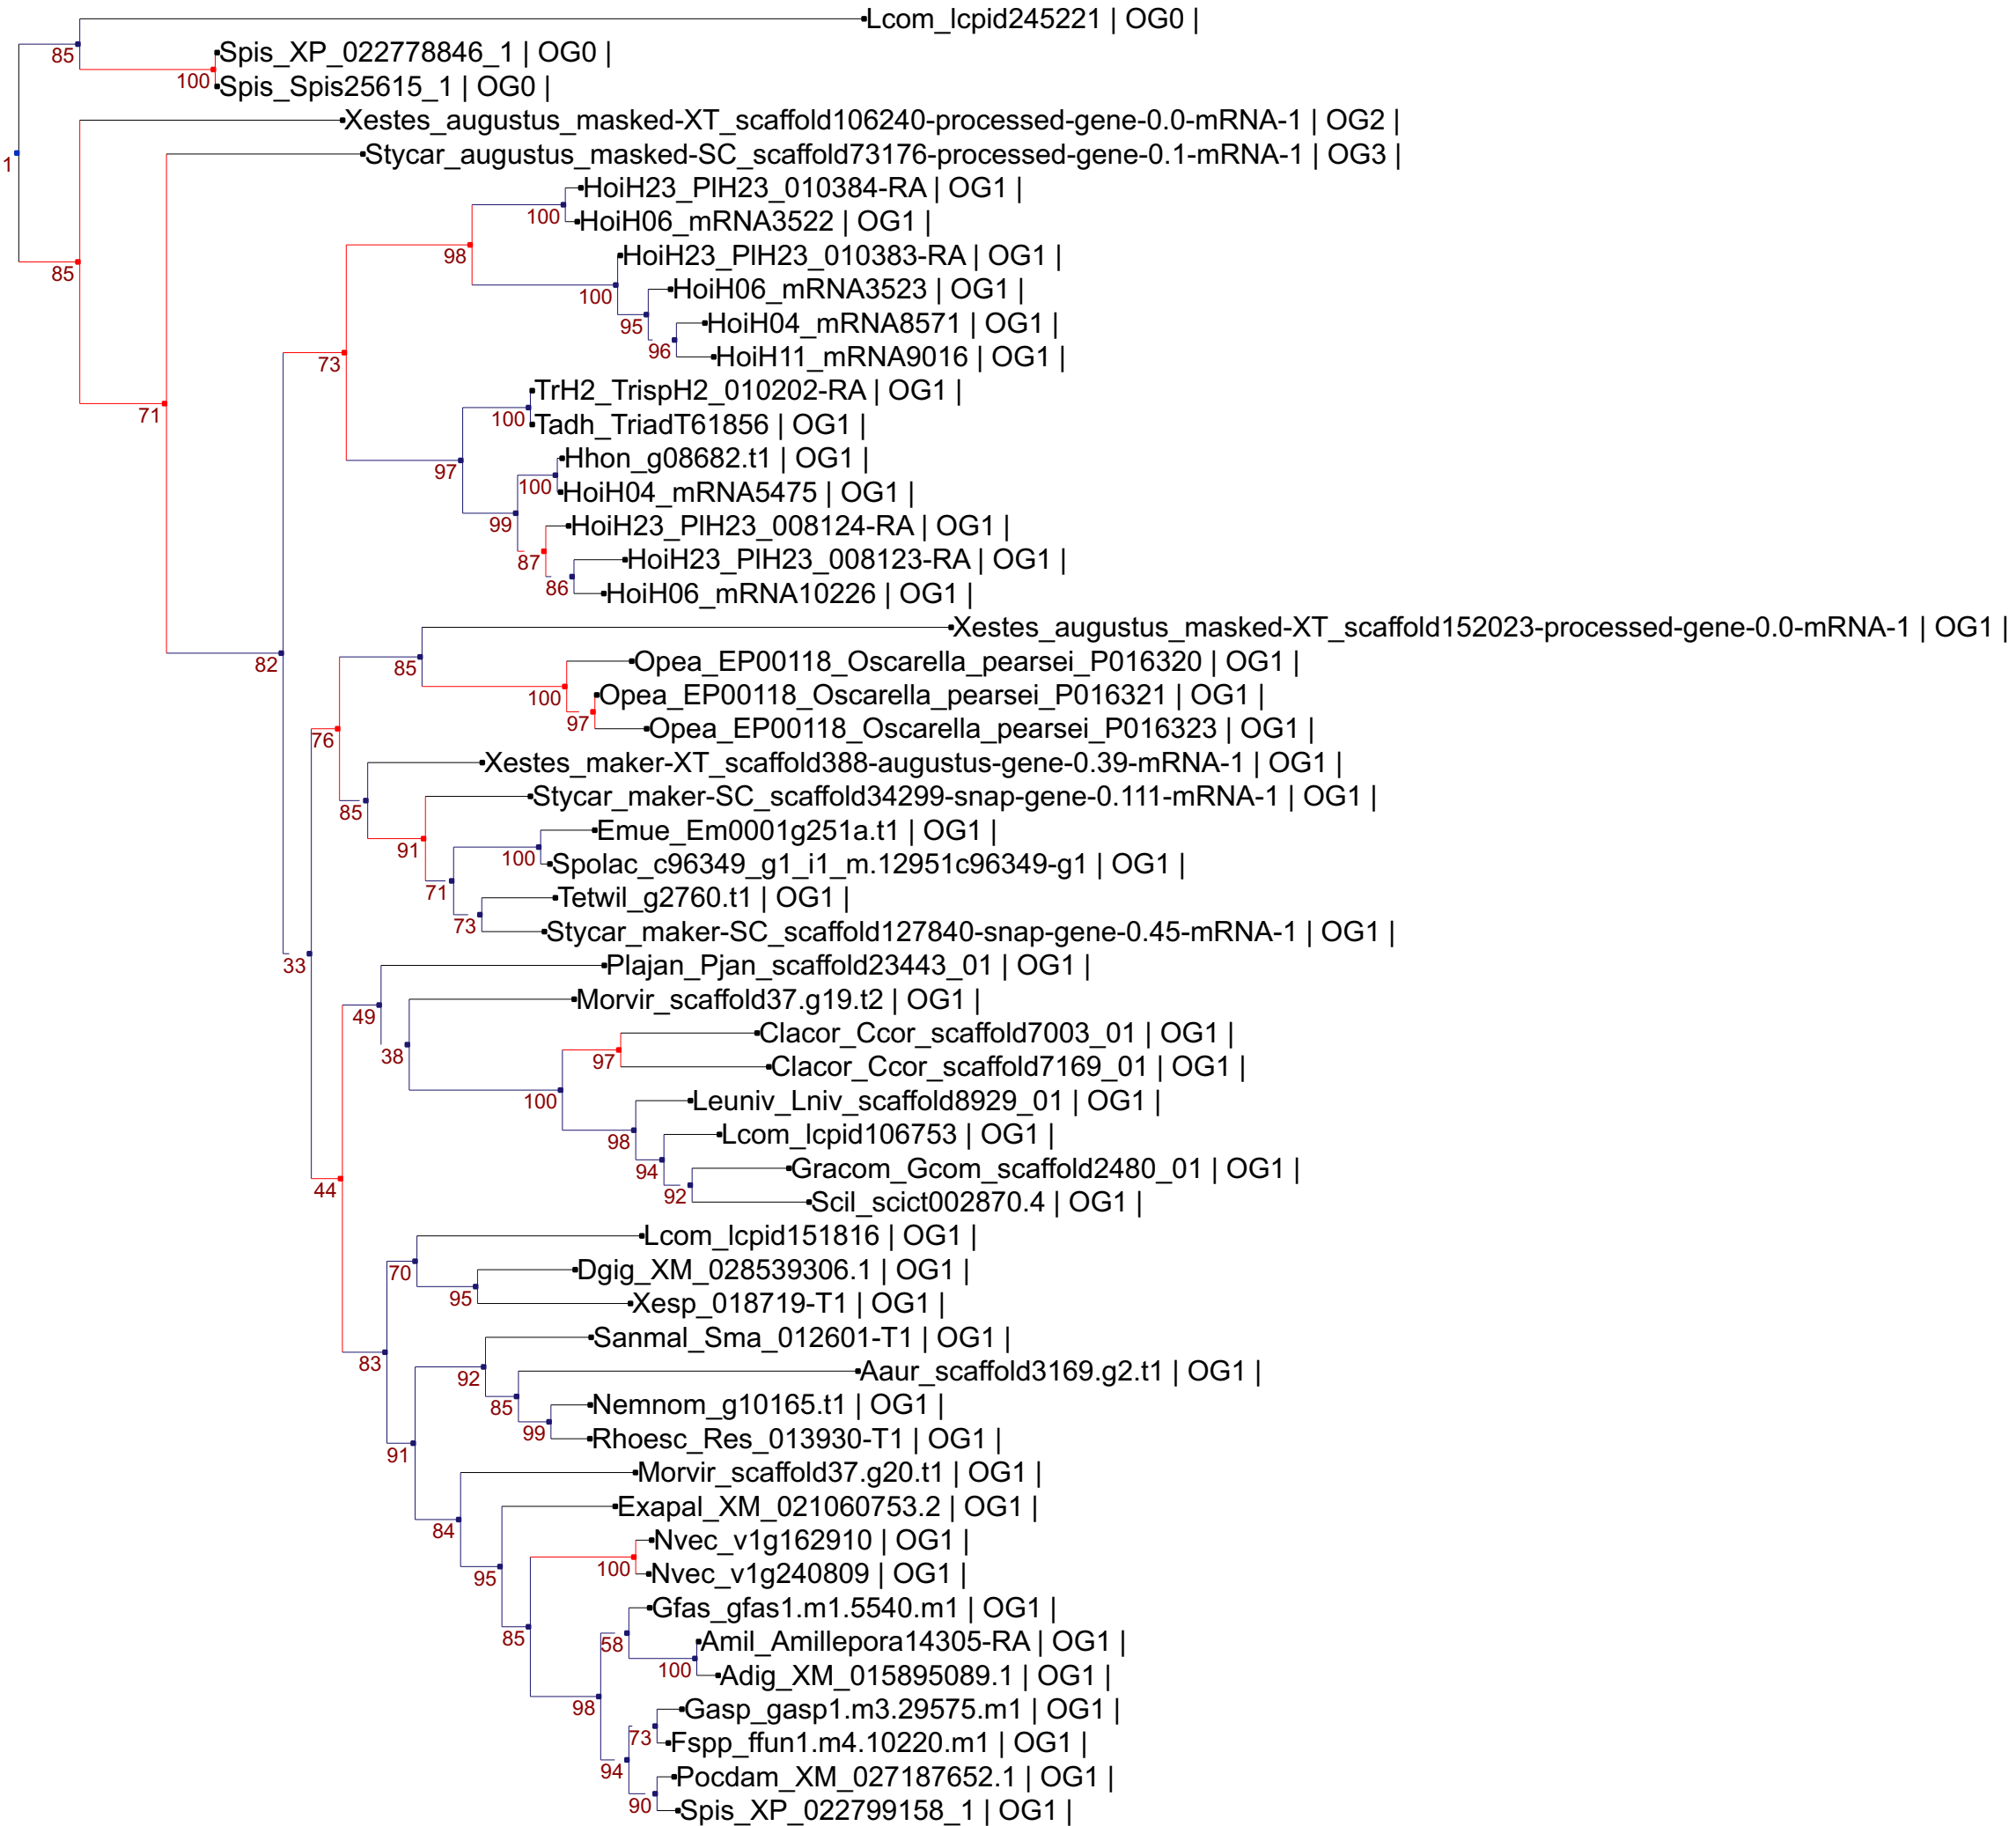 Lcom_lcpid245221 | OG0 |
85
Spis_XP_022778846_1 | OG0 |
100
Spis_Spis25615_1 | OG0 |
Xestes_augustus_masked-XT_scaffold106240-processed-gene-0.0-mRNA-1 | OG2 |
1
Stycar_augustus_masked-SC_scaffold73176-processed-gene-0.1-mRNA-1 | OG3 |
HoiH23_PlH23_010384-RA | OG1 |
100
HoiH06_mRNA3522 | OG1 |
98
HoiH23_PlH23_010383-RA | OG1 |
85
HoiH06_mRNA3523 | OG1 |
100
95
HoiH04_mRNA8571 | OG1 |
96
HoiH11_mRNA9016 | OG1 |
73
TrH2_TrispH2_010202-RA | OG1 |
71
100
Tadh_TriadT61856 | OG1 |
Hhon_g08682.t1 | OG1 |
97
100
HoiH04_mRNA5475 | OG1 |
99
HoiH23_PlH23_008124-RA | OG1 |
87
HoiH23_PlH23_008123-RA | OG1 |
86
HoiH06_mRNA10226 | OG1 |
Xestes_augustus_masked-XT_scaffold152023-processed-gene-0.0-mRNA-1 | OG1 |
82
85
Opea_EP00118_Oscarella_pearsei_P016320 | OG1 |
100
Opea_EP00118_Oscarella_pearsei_P016321 | OG1 |
97
Opea_EP00118_Oscarella_pearsei_P016323 | OG1 |
76
Xestes_maker-XT_scaffold388-augustus-gene-0.39-mRNA-1 | OG1 |
Stycar_maker-SC_scaffold34299-snap-gene-0.111-mRNA-1 | OG1 |
85
Emue_Em0001g251a.t1 | OG1 |
91
100
Spolac_c96349_g1_i1_m.12951c96349-g1 | OG1 |
71
Tetwil_g2760.t1 | OG1 |
73
Stycar_maker-SC_scaffold127840-snap-gene-0.45-mRNA-1 | OG1 |
33
Plajan_Pjan_scaffold23443_01 | OG1 |
Morvir_scaffold37.g19.t2 | OG1 |
49
Clacor_Ccor_scaffold7003_01 | OG1 |
38
97
Clacor_Ccor_scaffold7169_01 | OG1 |
100
Leuniv_Lniv_scaffold8929_01 | OG1 |
98
Lcom_lcpid106753 | OG1 |
94
Gracom_Gcom_scaffold2480_01 | OG1 |
44
92
Scil_scict002870.4 | OG1 |
Lcom_lcpid151816 | OG1 |
70
Dgig_XM_028539306.1 | OG1 |
95
Xesp_018719-T1 | OG1 |
Sanmal_Sma_012601-T1 | OG1 |
83
92
Aaur_scaffold3169.g2.t1 | OG1 |
85
Nemnom_g10165.t1 | OG1 |
99
Rhoesc_Res_013930-T1 | OG1 |
91
Morvir_scaffold37.g20.t1 | OG1 |
Exapal_XM_021060753.2 | OG1 |
84
Nvec_v1g162910 | OG1 |
95
100
Nvec_v1g240809 | OG1 |
Gfas_gfas1.m1.5540.m1 | OG1 |
85
58
Amil_Amillepora14305-RA | OG1 |
100
Adig_XM_015895089.1 | OG1 |
98
Gasp_gasp1.m3.29575.m1 | OG1 |
73
Fspp_ffun1.m4.10220.m1 | OG1 |
94
Pocdam_XM_027187652.1 | OG1 |
90
Spis_XP_022799158_1 | OG1 |